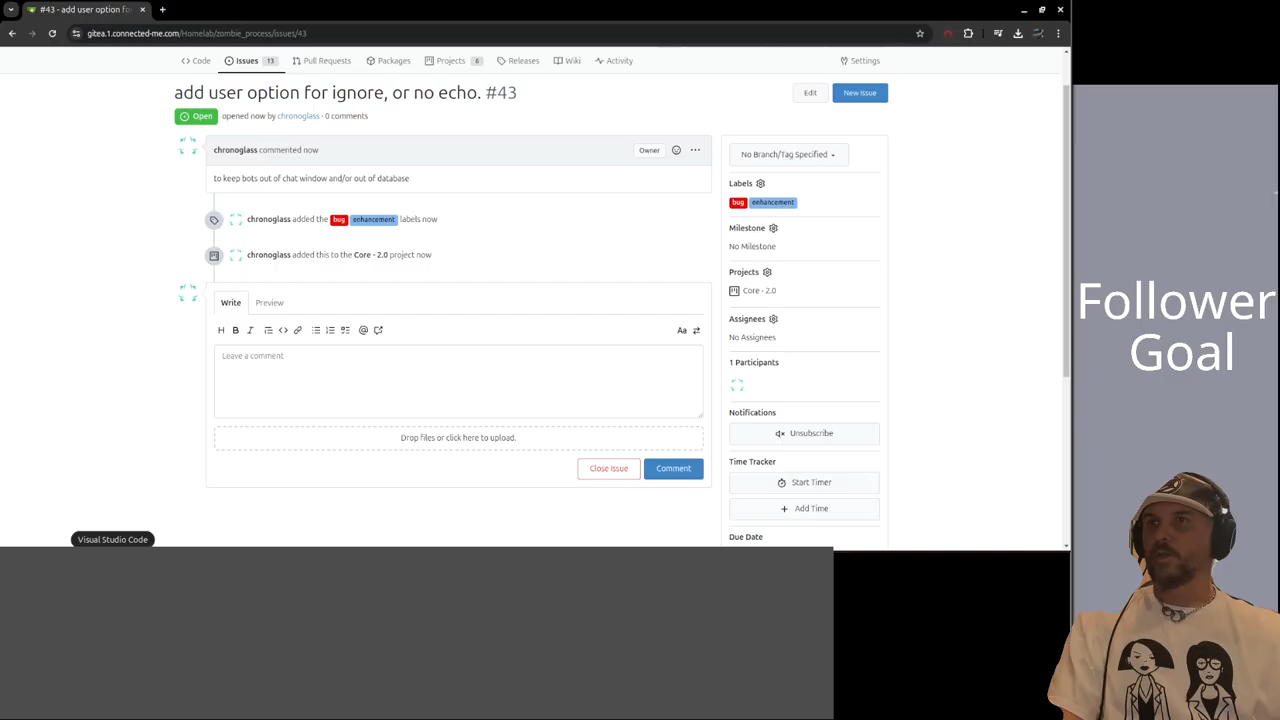 #43 - add user option for
gitea.1.connected-me.com/Homelab/zombie_process/issues/43
Code Issues 13 Pull Requests Packages Projects 6 Releases Wiki Activity Settings
add user option for ignore, or no echo. #43
Edit New Issue
Open opened now by chronoglass · 0 comments
chronoglass commented now Owner
to keep bots out of chat window and/or out of database
chronoglass added the bug enhancement labels now
chronoglass added this to the Core - 2.0 project now
Write Preview
Leave a comment
Drop files or click here to upload.
Close Issue Comment
No Branch/Tag Specified
Labels
bug enhancement
Milestone
No Milestone
Projects
Core - 2.0
Assignees
No Assignees
1 Participants
Notifications
Unsubscribe
Time Tracker
Start Timer
Add Time
Due Date
Visual Studio Code
Follower
Goal